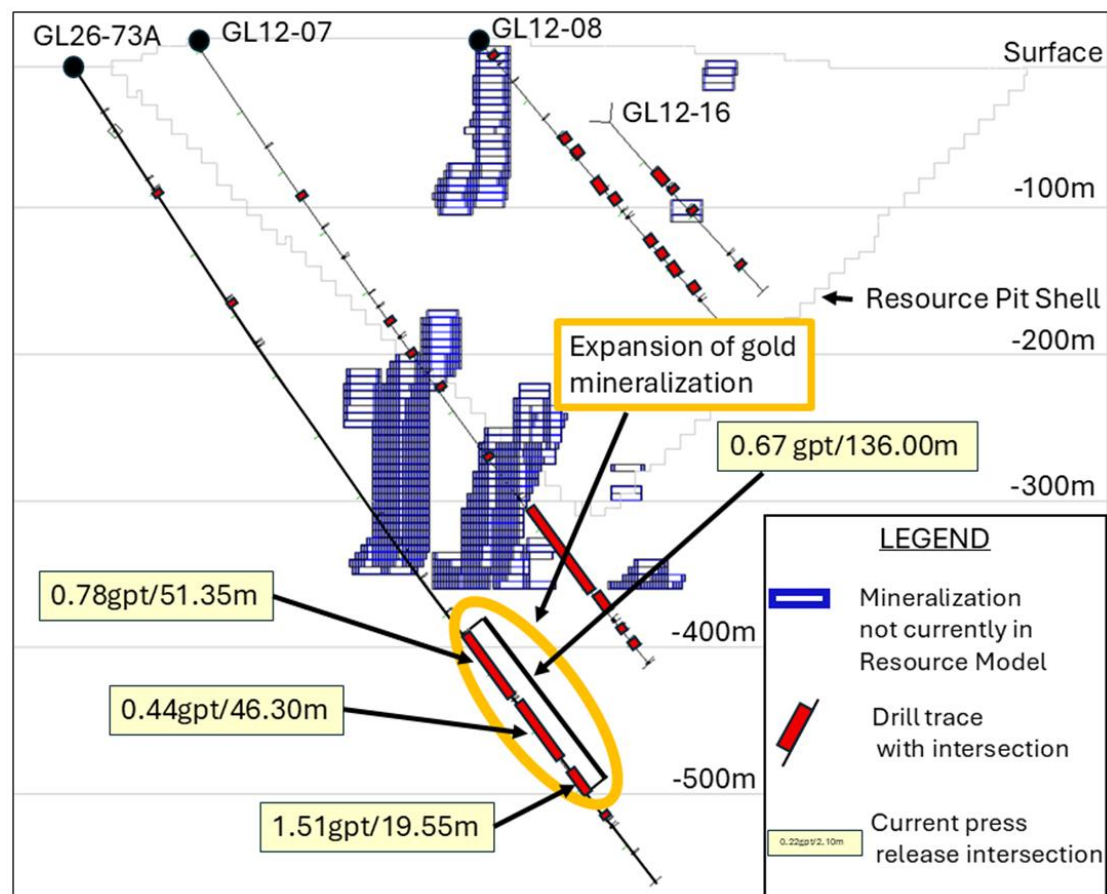 GL26-73A
GL12-07
GL12-08
Surface
GL12-16
-100m
Resource Pit Shell
-200m
Expansion of gold
mineralization
0.67 gpt/136.00m
-300m
LEGEND
0.78gpt/51.35m
Mineralization
not currently in
Resource Model
-400m
0.44gpt/46.30m
Drill trace
with intersection
-500m
1.51gpt/19.55m
0.22gpt/2.10m
Current press
release intersection